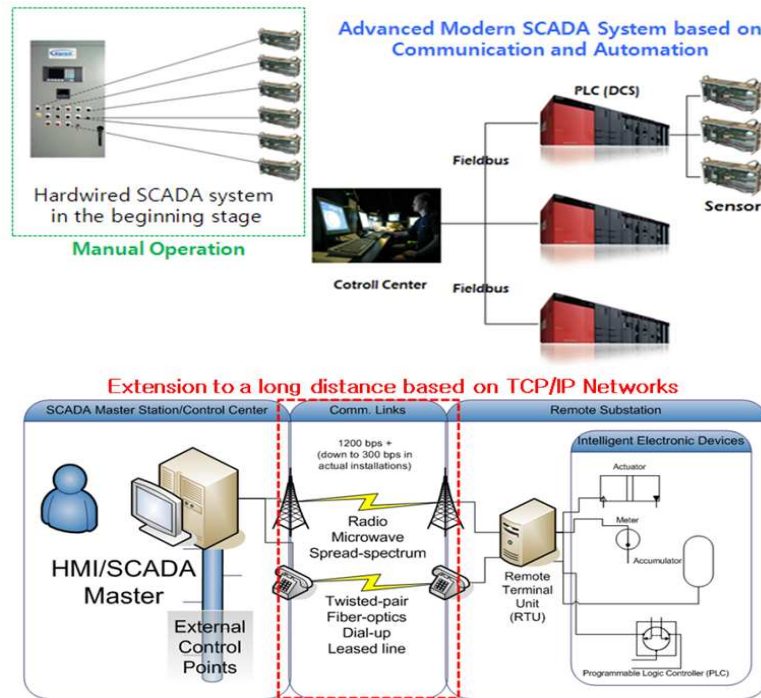 Advanced Modern SCADA System based on
Communication and Automation
Hardwired SCADA system
in the beginning stage
Manual Operation
PLC (DCS)
Fieldbus
Sensor
Cotroll Center
Fieldbus
Extension to a long distance based on TCP/IP Networks
SCADA Master Station/Control Center
Comm. Links
Remote Substation
1200 bps +
(down to 300 bps in
actual installations)
Intelligent Electronic Devices
Actuator
Meter
Accumulator
Radio
Microwave
Spread-spectrum
HMI/SCADA
Master
Remote
Terminal
Unit
(RTU)
External
Control
Points
Twisted-pair
Fiber-optics
Dial-up
Leased line
Programmable Logic Controller (PLC)